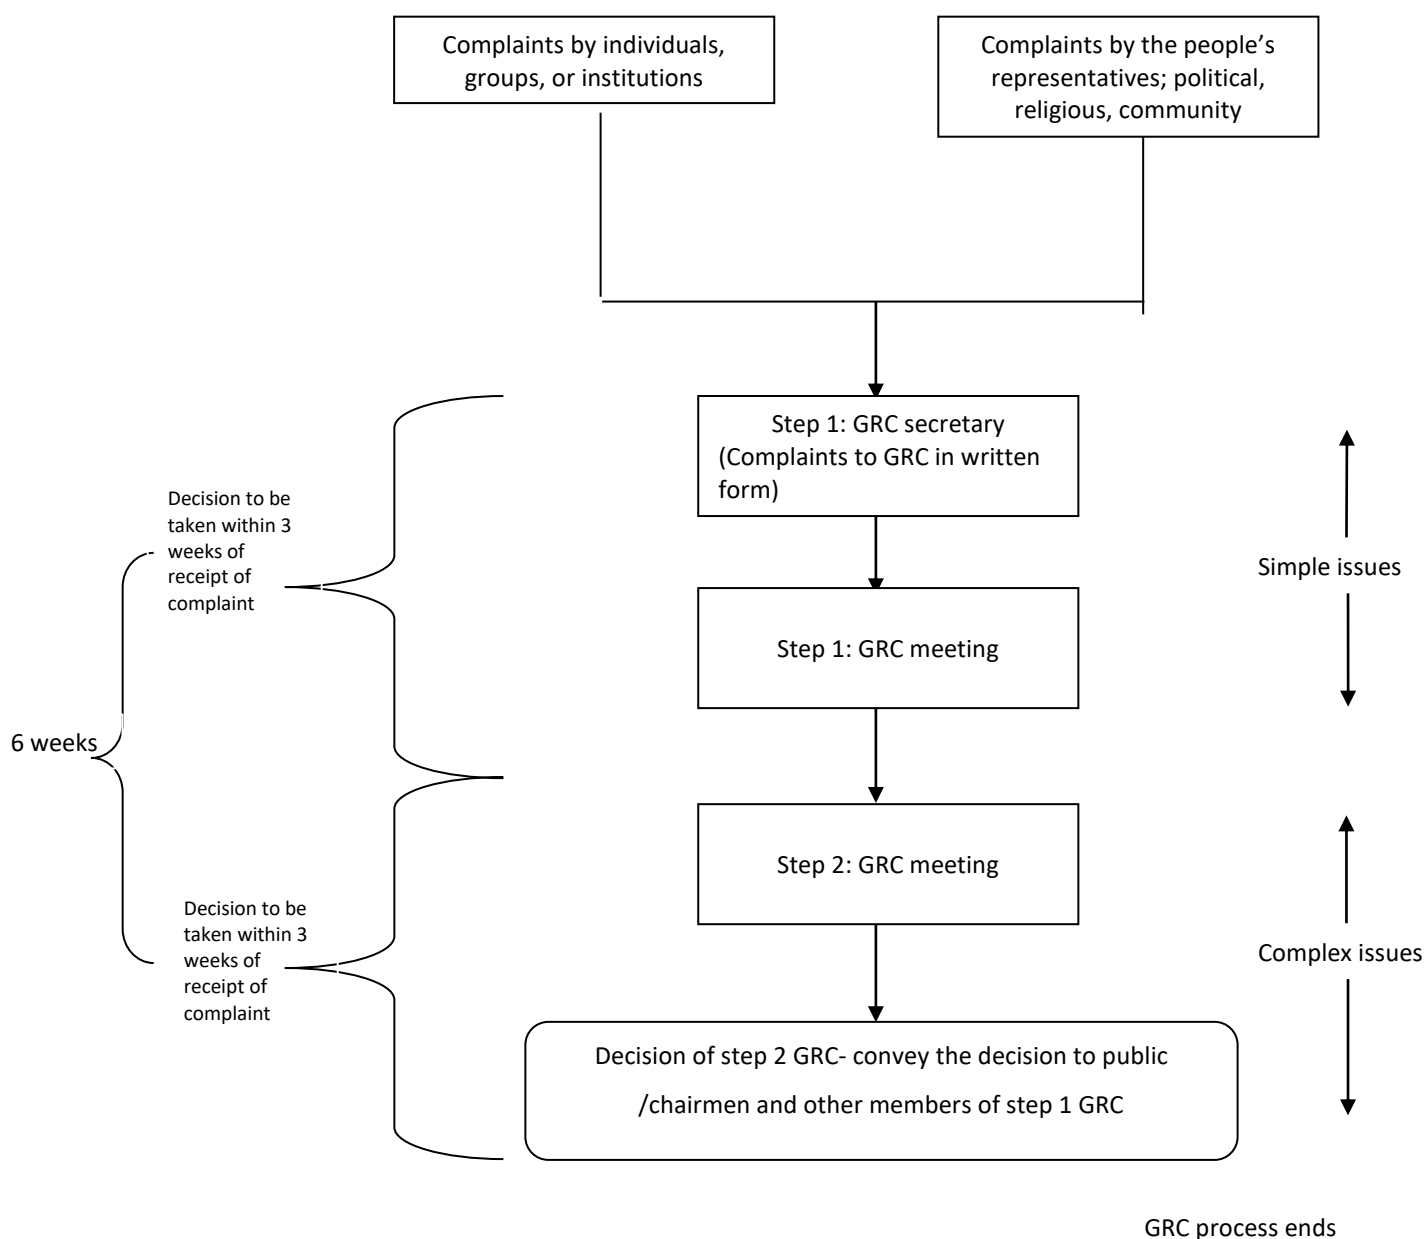 Complaints by individuals,
groups, or institutions
Complaints by the people’s
representatives; political,
religious, community
Step 1: GRC secretary
(Complaints to GRC in written
form)
Decision to be
taken within 3
weeks of
receipt of
complaint
Simple issues
Step 1: GRC meeting
6 weeks
Step 2: GRC meeting
Decision to be
taken within 3
weeks of
receipt of
complaint
Complex issues
Decision of step 2 GRC- convey the decision to public
/chairmen and other members of step 1 GRC
GRC process ends